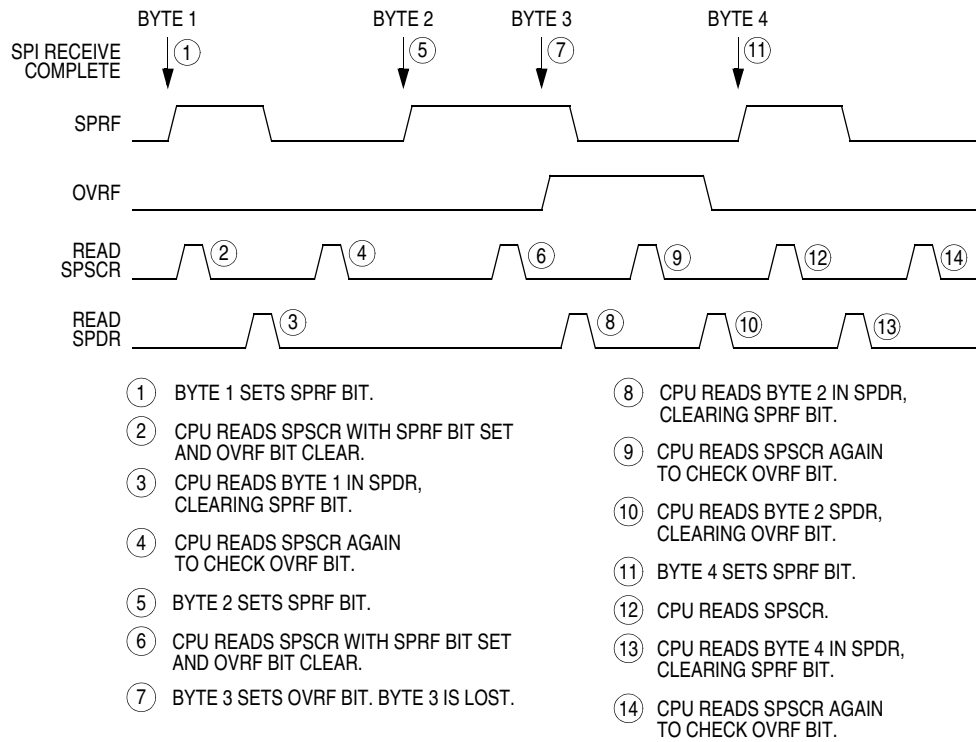 BYTE 1 BYTE 2 BYTE 3 BYTE 4
SPI RECEIVE
COMPLETE
1 5 7 11
SPRF
OVRF
READ
SPSCR
2 4 6 9 12 14
READ
SPDR
3 8 10 13
1 BYTE 1 SETS SPRF BIT.
2 CPU READS SPSCR WITH SPRF BIT SET
AND OVRF BIT CLEAR.
3 CPU READS BYTE 1 IN SPDR,
CLEARING SPRF BIT.
4 CPU READS SPSCR AGAIN
TO CHECK OVRF BIT.
5 BYTE 2 SETS SPRF BIT.
6 CPU READS SPSCR WITH SPRF BIT SET
AND OVRF BIT CLEAR.
7 BYTE 3 SETS OVRF BIT. BYTE 3 IS LOST.
8 CPU READS BYTE 2 IN SPDR,
CLEARING SPRF BIT.
9 CPU READS SPSCR AGAIN
TO CHECK OVRF BIT.
10 CPU READS BYTE 2 SPDR,
CLEARING OVRF BIT.
11 BYTE 4 SETS SPRF BIT.
12 CPU READS SPSCR.
13 CPU READS BYTE 4 IN SPDR,
CLEARING SPRF BIT.
14 CPU READS SPSCR AGAIN
TO CHECK OVRF BIT.